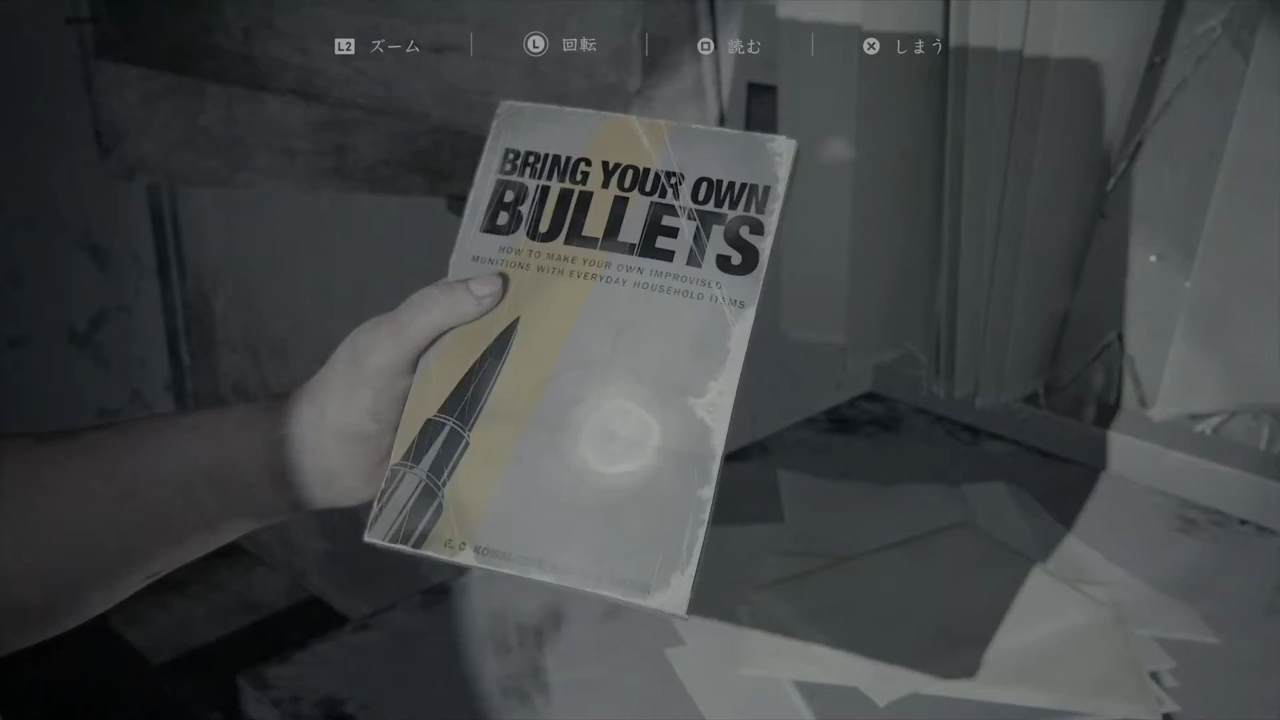 L2 ズーム
L 回転
読む
しまう
BRING YOUR OWN
BULLETS
HOW TO MAKE YOUR OWN IMPROVISED
MUNITIONS WITH EVERYDAY HOUSEHOLD ITEMS